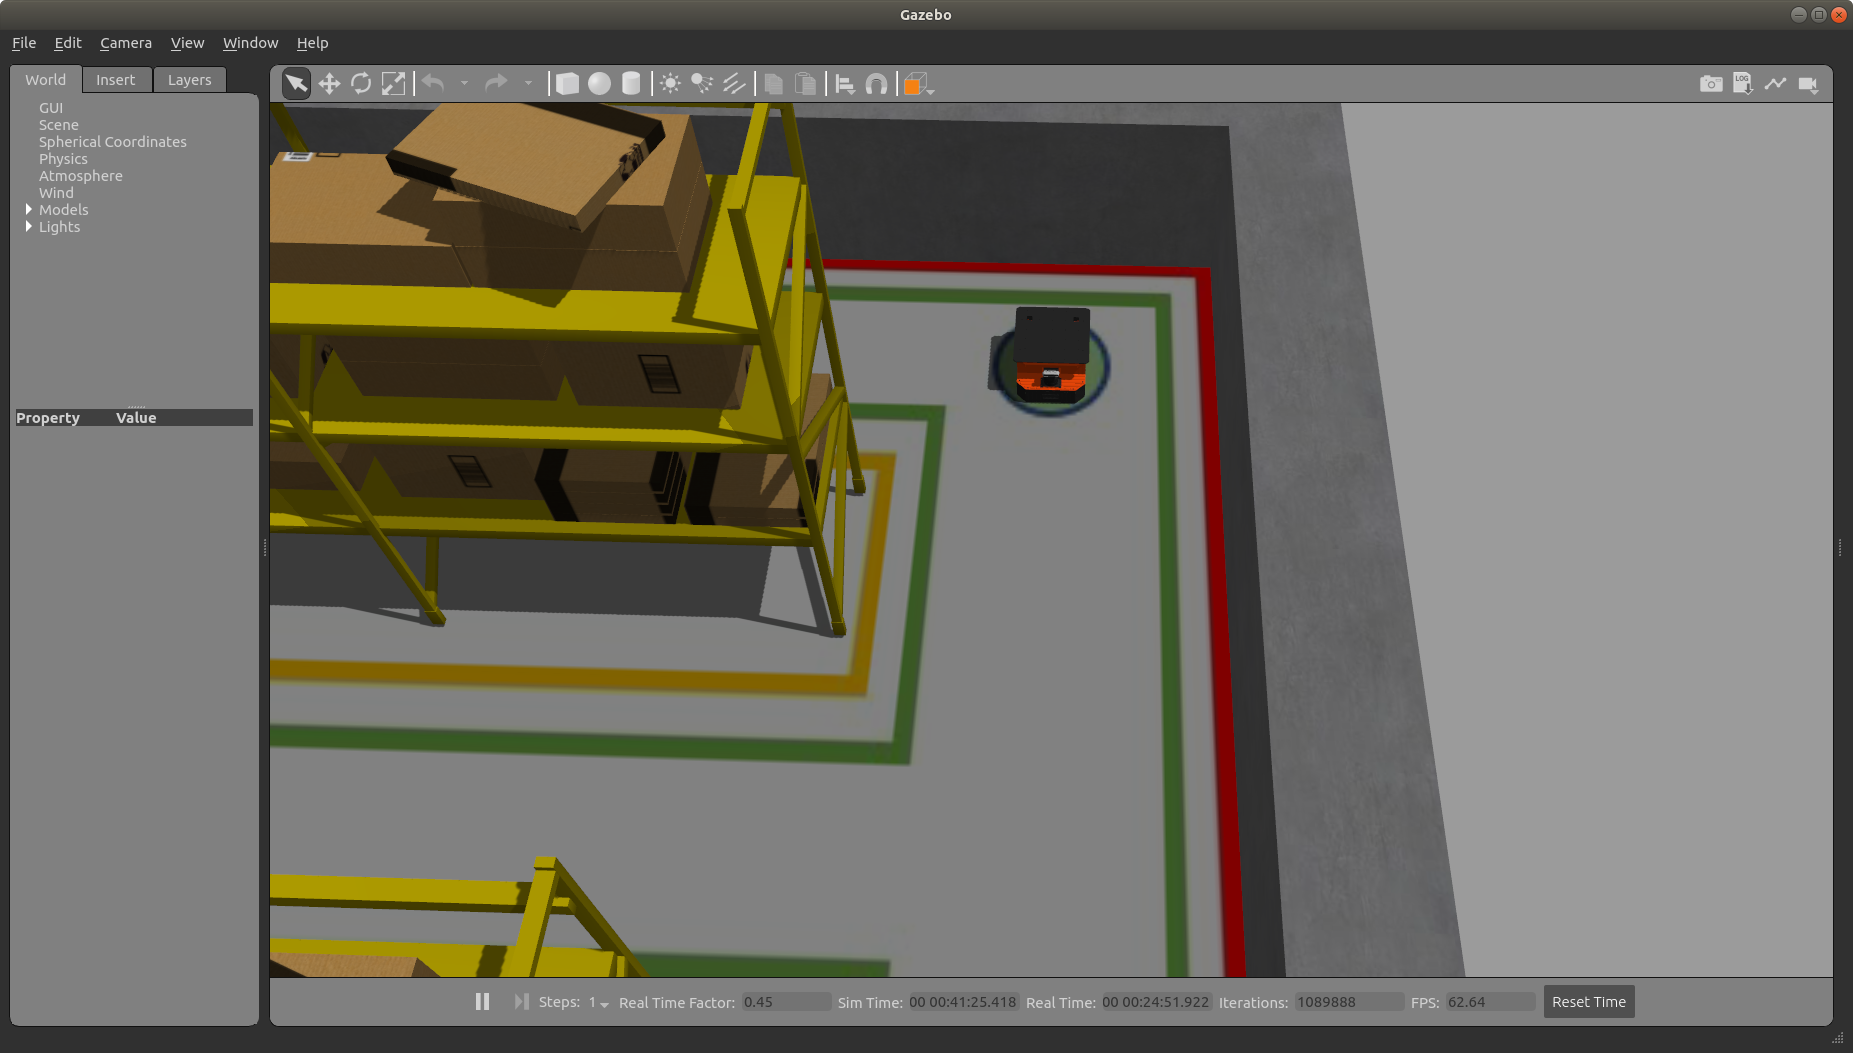 Gazebo
File Edit Camera View Window Help
World Insert Layers
GUI
Scene
Spherical Coordinates
Physics
Atmosphere
Wind
Models
Lights
Property Value
LOG
Steps: 1 Real Time Factor: 0.45 Sim Time: 00 00:41:25.418 Real Time: 00 00:24:51.922 Iterations: 1089888 FPS: 62.64 Reset Time